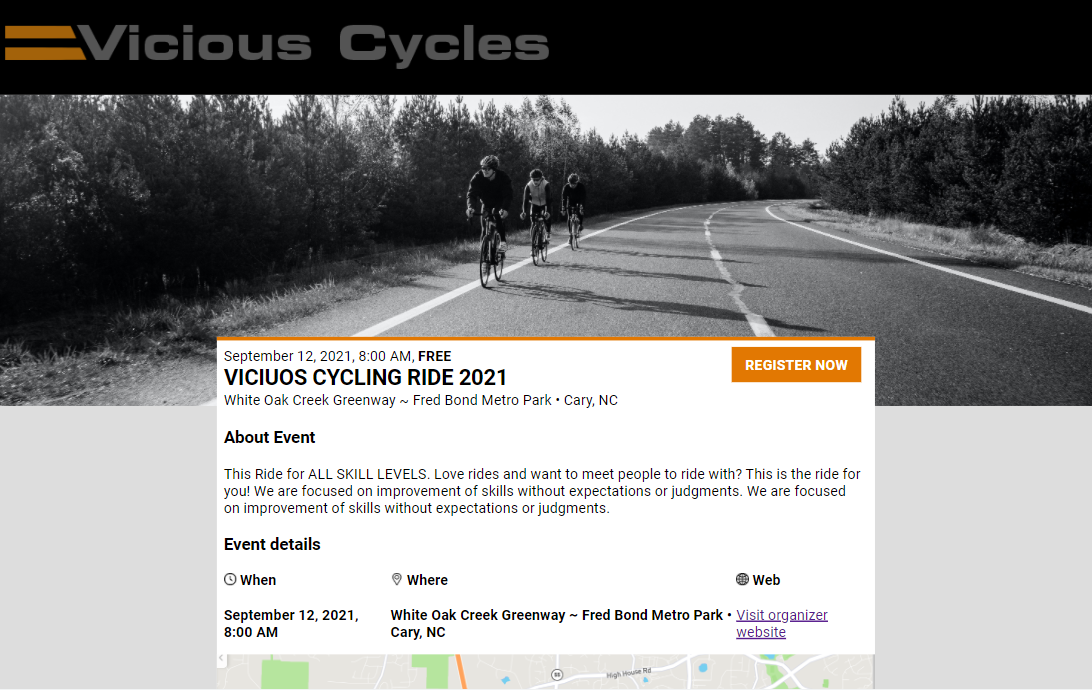 Vicious Cycles
September 12, 2021, 8:00 AM, FREE
REGISTER NOW
VICIUOS CYCLING RIDE 2021
White Oak Creek Greenway ~ Fred Bond Metro Park • Cary, NC
About Event
This Ride for ALL SKILL LEVELS. Love rides and want to meet people to ride with? This is the ride for
you! We are focused on improvement of skills without expectations or judgments. We are focused
on improvement of skills without expectations or judgments.
Event details
When
Where
Web
September 12, 2021,
8:00 AM
White Oak Creek Greenway ~ Fred Bond Metro Park •
Cary, NC
Visit organizer
website
High House Rd